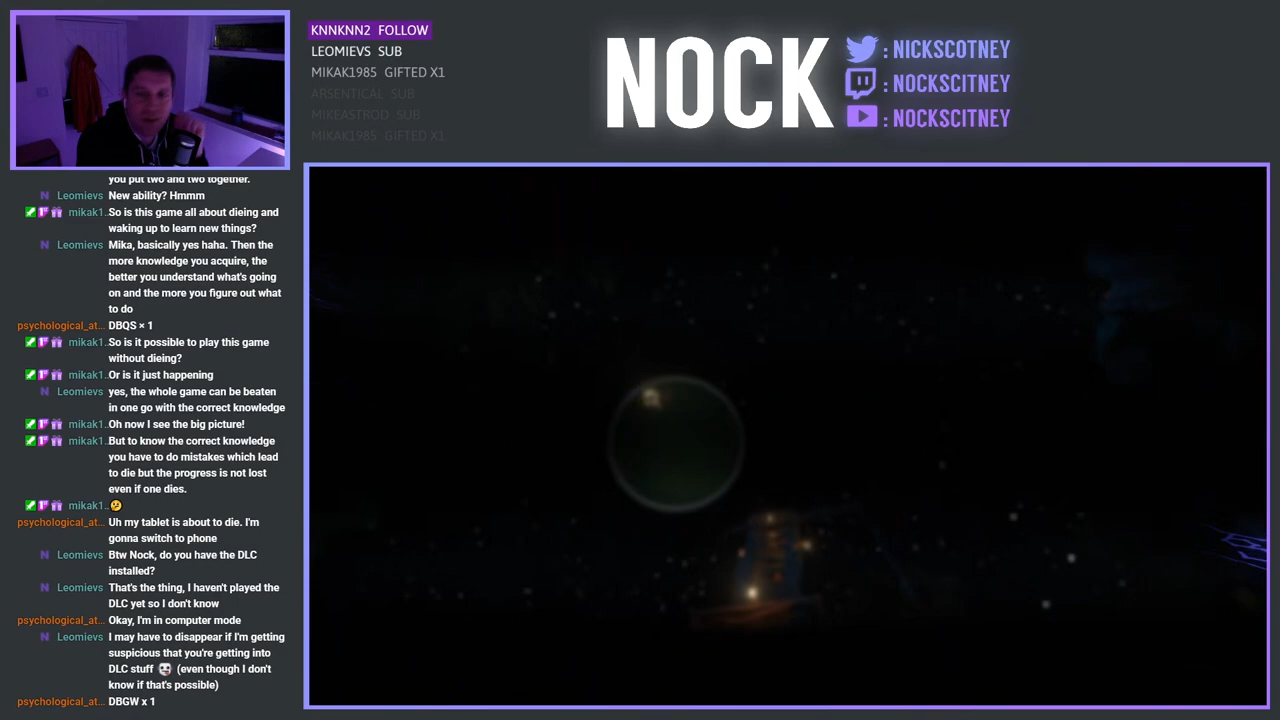 KNNKNN2 FOLLOW
LEOMIEVS SUB
MIKAK1985 GIFTED X1
ARSENTICAL SUB
MIKEASTROD SUB
MIKAK1985 GIFTED X1
NOCK
: NICKSCOTNEY
: NOCKSCITNEY
: NOCKSCITNEY
you put two and two together.
Leomievs New ability? Hmmm
mikak1.. So is this game all about dieing and
waking up to learn new things?
Leomievs Mika, basically yes haha. Then the
more knowledge you acquire, the
better you understand what's going
on and the more you figure out what
to do
psychological_at... DBQS × 1
mikak1.. So is it possible to play this game
without dieing?
mikak1.. Or is it just happening
Leomievs yes, the whole game can be beaten
in one go with the correct knowledge
mikak1.. Oh now I see the big picture!
mikak1.. But to know the correct knowledge
you have to do mistakes which lead
to die but the progress is not lost
even if one dies.
mikak1.. 🫤
psychological_at... Uh my tablet is about to die. I'm
gonna switch to phone
Leomievs Btw Nock, do you have the DLC
installed?
Leomievs That's the thing, I haven't played the
DLC yet so I don't know
psychological_at... Okay, I'm in computer mode
Leomievs I may have to disappear if I'm getting
suspicious that you're getting into
DLC stuff (even though I don't
know if that's possible)
psychological_at... DBGW x 1